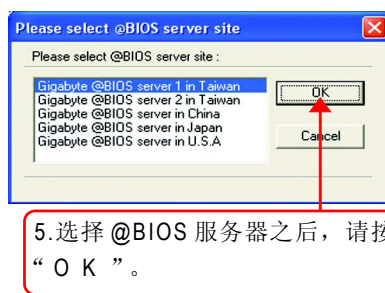 Please select @BIOS server site
Please select @BIOS server site :
Gigabyte @BIOS server 1 in Taiwan
Gigabyte @BIOS server 2 in Taiwan
Gigabyte @BIOS server in China
Gigabyte @BIOS server in Japan
Gigabyte @BIOS server in U.S.A
OK
Cancel
5.选择 @BIOS 服务器之后，请按
“ O K ”。